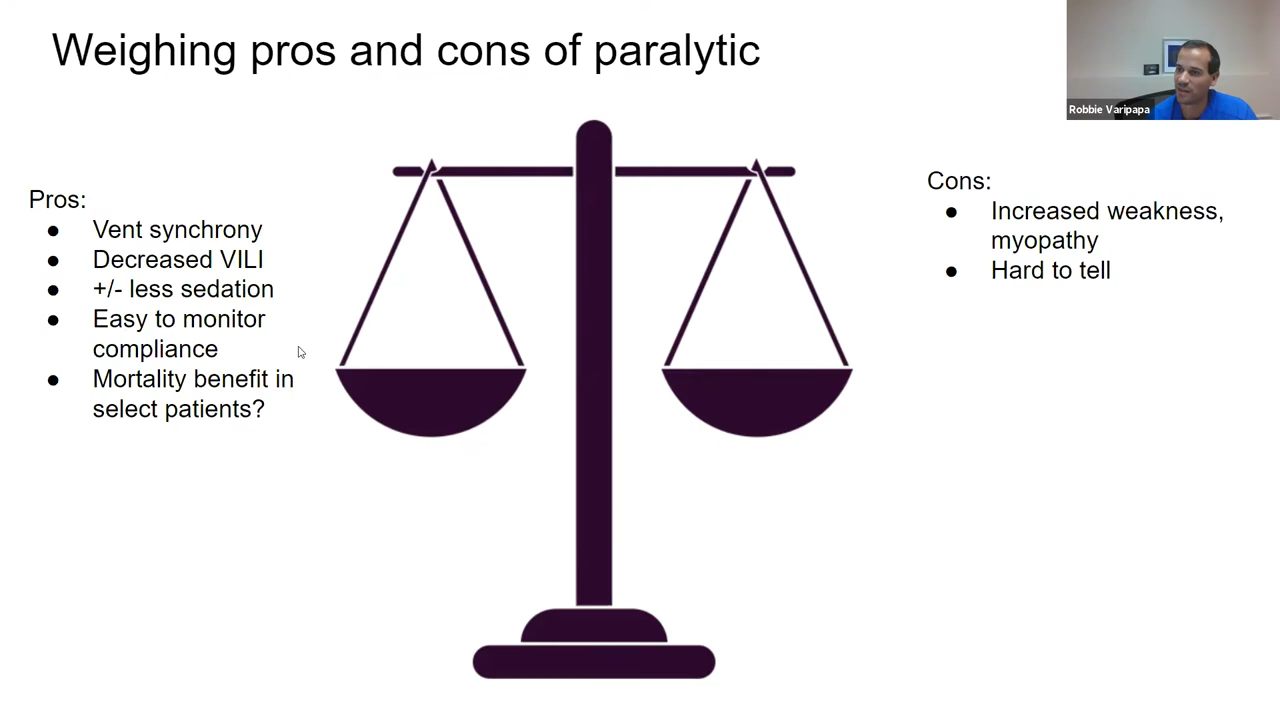 Weighing pros and cons of paralytic
Robbie Varipapa
Pros:
● Vent synchrony
● Decreased VILI
● +/- less sedation
● Easy to monitor
compliance
● Mortality benefit in
select patients?
Cons:
● Increased weakness,
myopathy
● Hard to tell